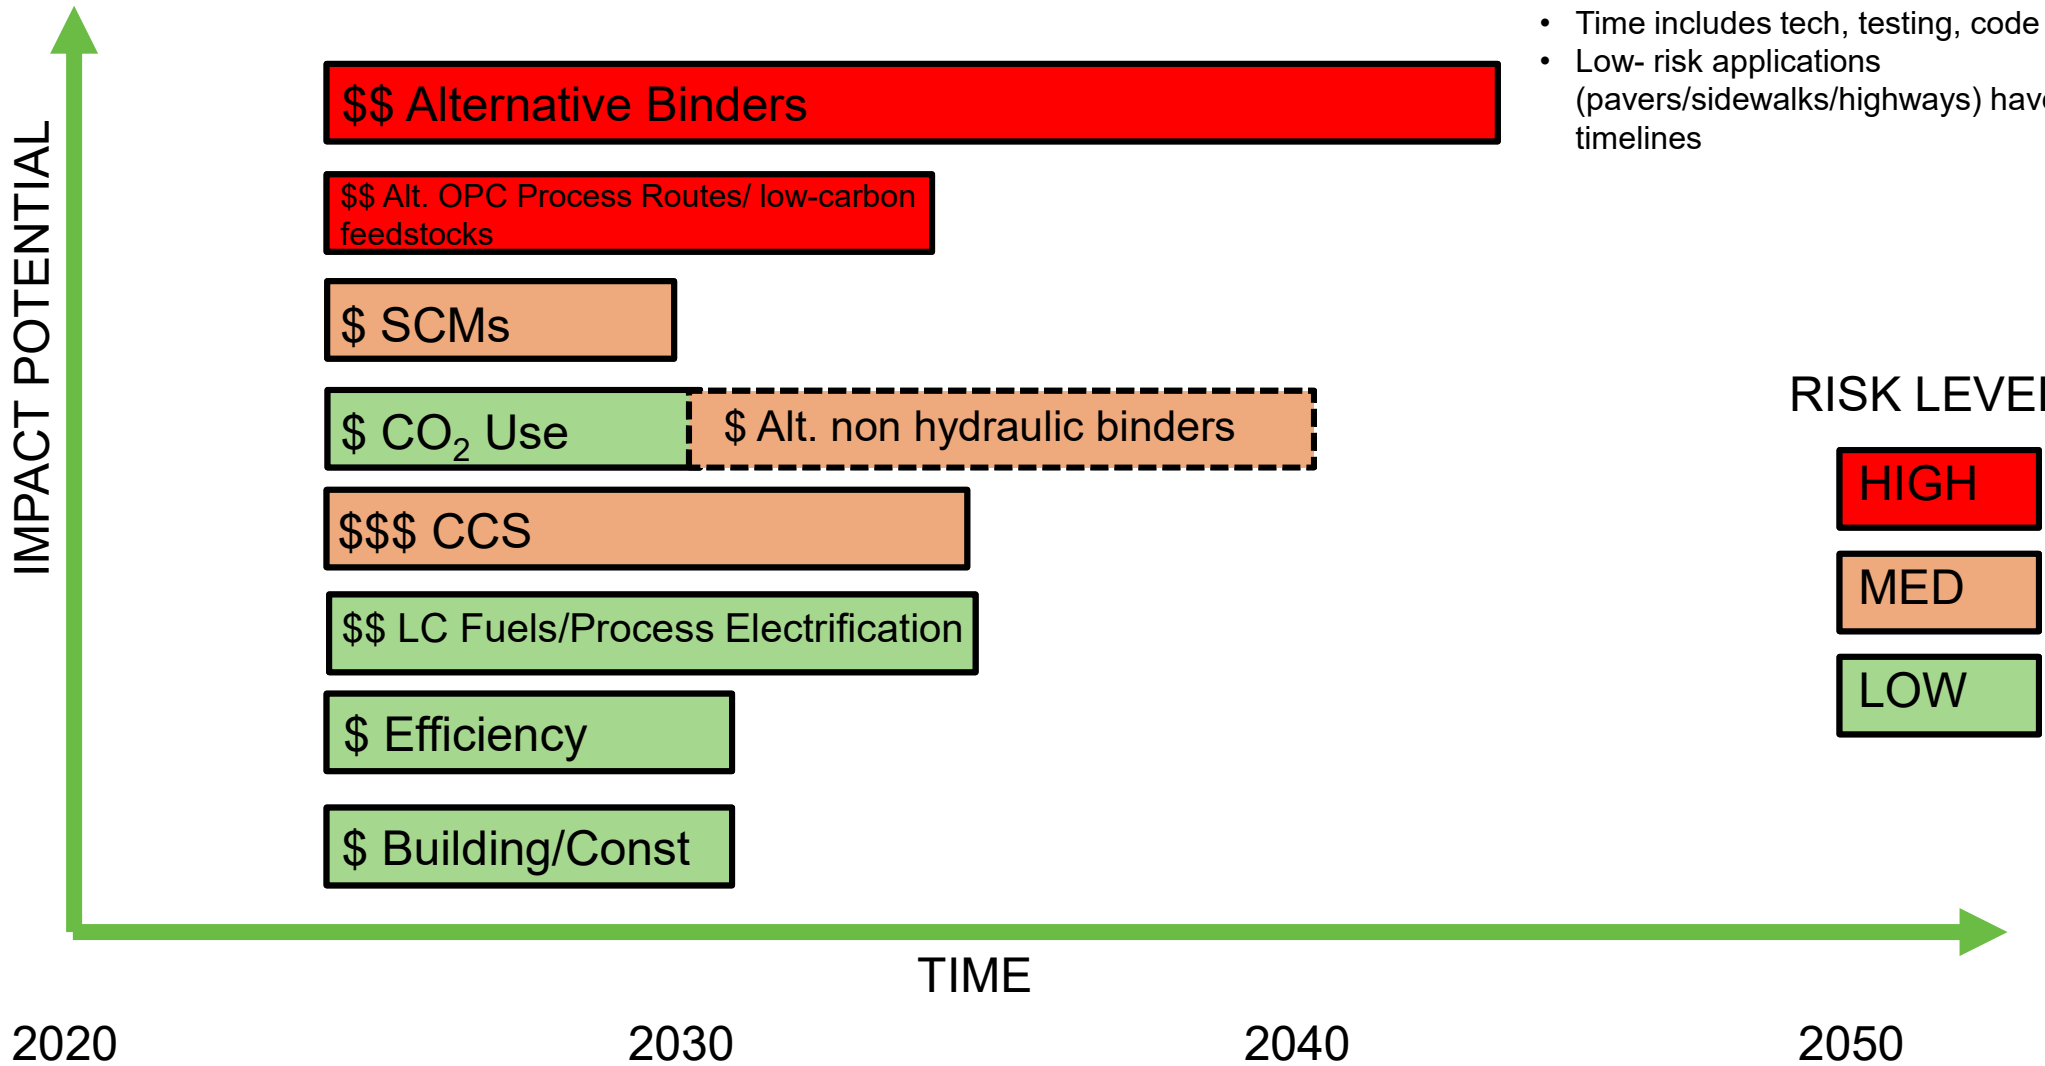 • Time includes tech, testing, code
• Low- risk applications
(pavers/sidewalks/highways) have
timelines
IMPACT POTENTIAL
$$ Alternative Binders
$$ Alt. OPC Process Routes/ low-carbon
feedstocks
$ SCMs
$ CO₂ Use
$ Alt. non hydraulic binders
$$$ CCS
$$ LC Fuels/Process Electrification
$ Efficiency
$ Building/Const
RISK LEVEL
HIGH
MED
LOW
TIME
2020
2030
2040
2050